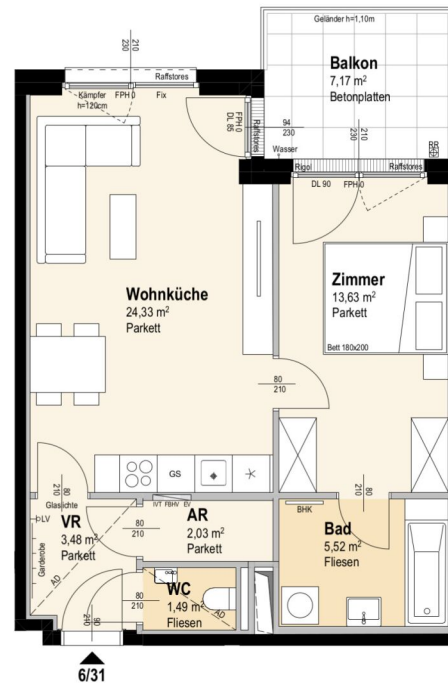 Geländer h=1,10m
Balkon
7,17 m²
Betonplatten
210
230
Raffstores
Kämpfer
h=120cm
FPH 0
Fix
FPH 0
DL 85
Raffstores
94
230
210
230
Wasser
RR
Rigol
Raffstores
DL 90
FPH 0
Wohnküche
24,33 m²
Parkett
Zimmer
13,63 m²
Parkett
Bett 180x200
80
210
GS
80
210
Glaslichte
LV
VR
3,48 m²
Parkett
Garderobe
AD
IVT FBHV EV
AR
2,03 m²
Parkett
80
210
80
210
BHK
Bad
5,52 m²
Fliesen
WC
1,49 m²
Fliesen
AD
80
210
90
240
6/31